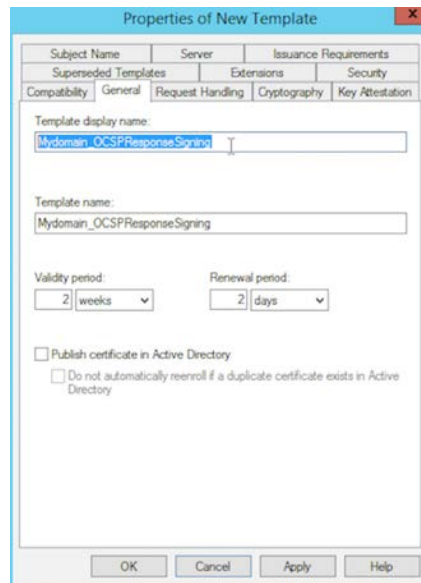 Properties of New Template
x
Subject Name Server Issuance Requirements
Superseded Templates Extensions Security
Compatibility General Request Handling Cryptography Key Attestation
Template display name:
Mydomain_OCSPResponseSigning
Template name:
Mydomain_OCSPResponseSigning
Validity period: Renewal period:
2 weeks 2 days
Publish certificate in Active Directory
Do not automatically reenroll if a duplicate certificate exists in Active
Directory
OK Cancel Apply Help